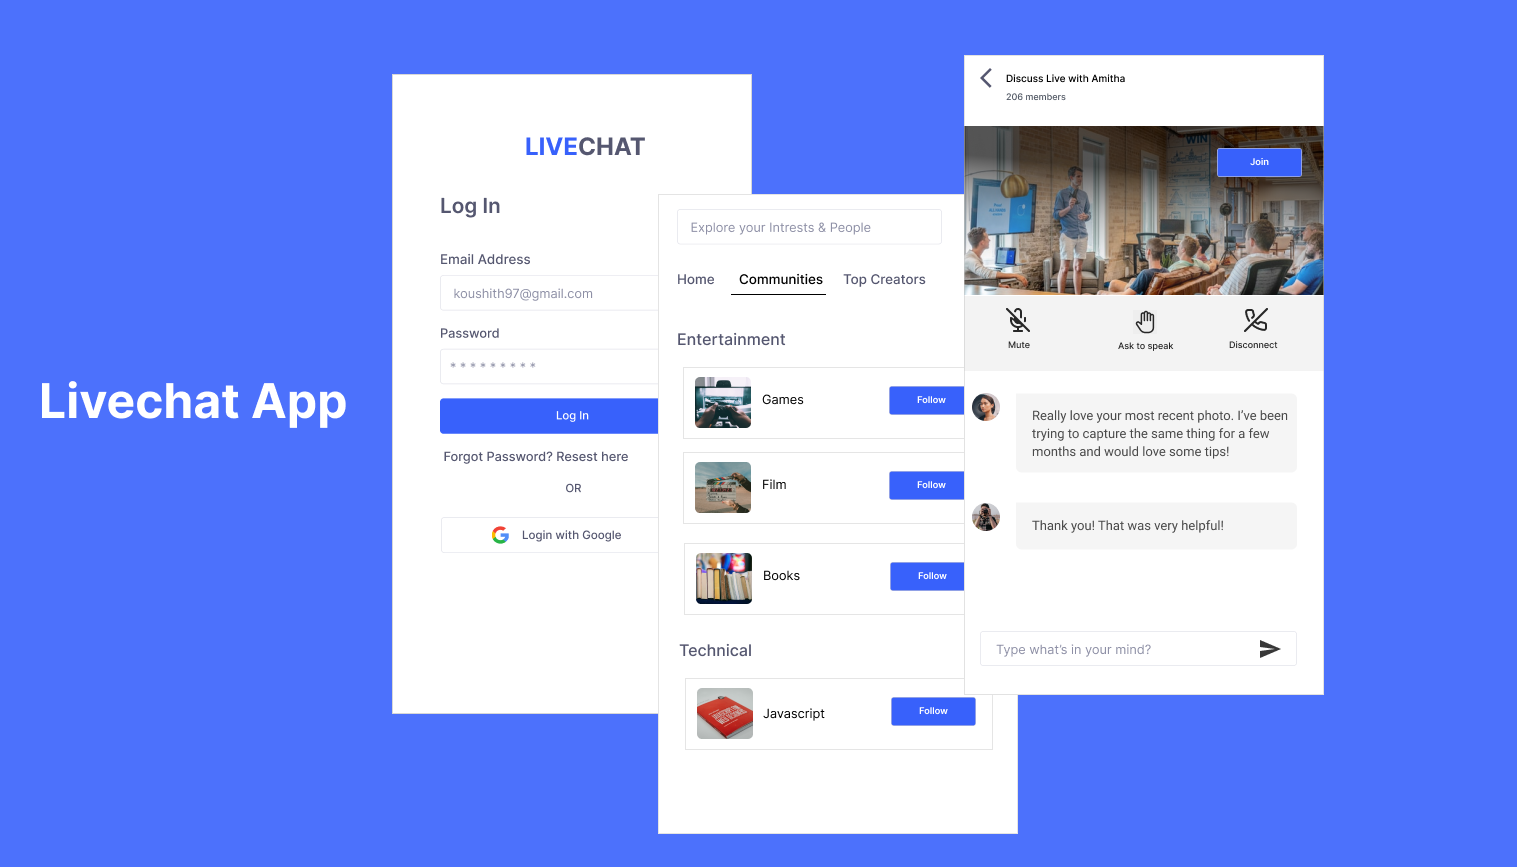 Livechat App
LIVECHAT
Log In
Email Address
koushith97@gmail.com
Password
* * * * * * * * *
Log In
Forgot Password? Resest here
OR
Login with Google
Explore your Intrests & People
Home
Communities
Top Creators
Entertainment
Games
Follow
Film
Follow
Books
Follow
Technical
Javascript
Follow
Discuss Live with Amitha
206 members
WIN
Join
Mute
Ask to speak
Disconnect
Really love your most recent photo. I’ve been
trying to capture the same thing for a few
months and would love some tips!
Thank you! That was very helpful!
Type what’s in your mind?